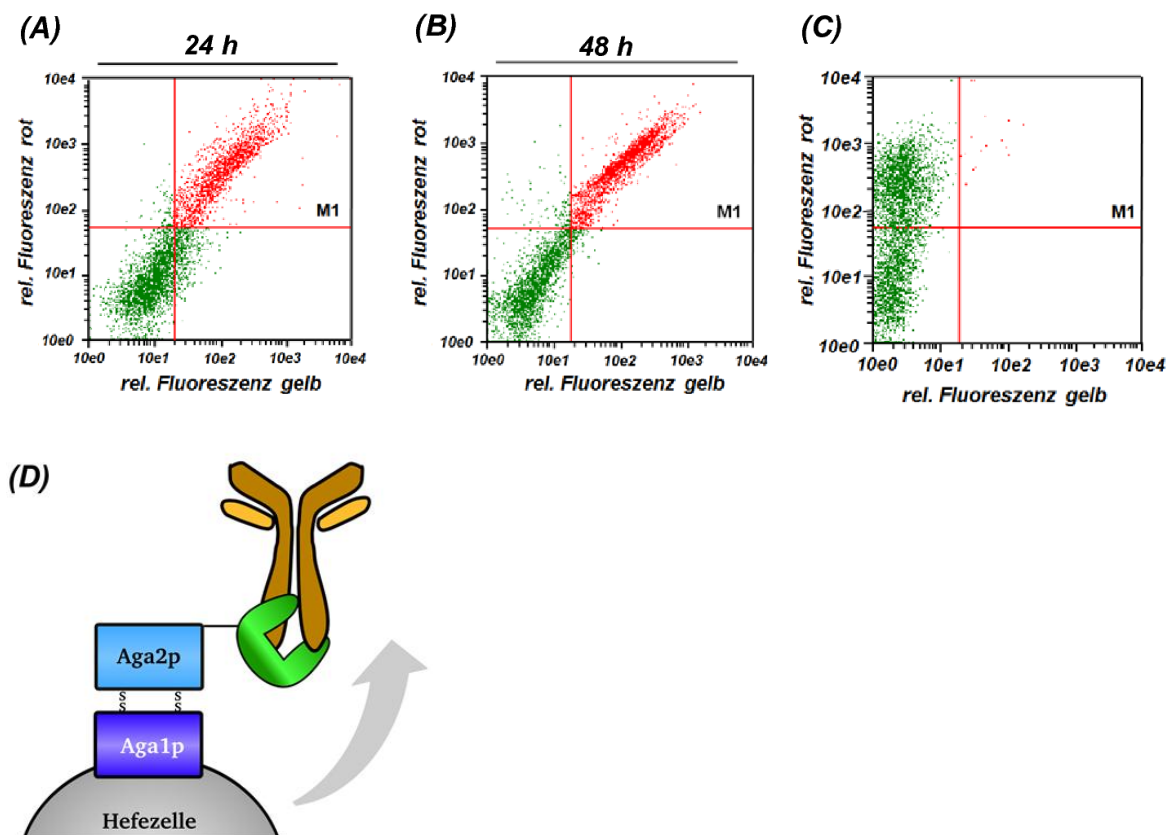 (A)
24 h
(B)
48 h
(C)
10e4
10e3
10e2
10e1
10e0
rel. Fluoreszenz rot
M1
10e0 10e1 10e2 10e3 10e4
rel. Fluoreszenz gelb
10e4
10e3
10e2
10e1
10e0
rel. Fluoreszenz rot
M1
10e0 10e1 10e2 10e3 10e4
rel. Fluoreszenz gelb
10e4
10e3
10e2
10e1
10e0
rel. Fluoreszenz rot
M1
10e0 10e1 10e2 10e3 10e4
rel. Fluoreszenz gelb
(D)
Aga2p
S S
S S
Aga1p
Hefezelle